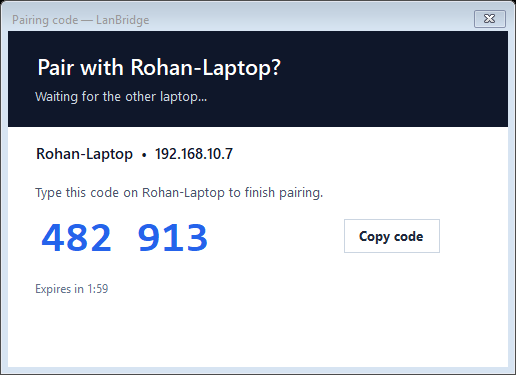 Pairing code — LanBridge
Pair with Rohan-Laptop?
Waiting for the other laptop...
Rohan-Laptop • 192.168.10.7
Type this code on Rohan-Laptop to finish pairing.
482 913
Copy code
Expires in 1:59